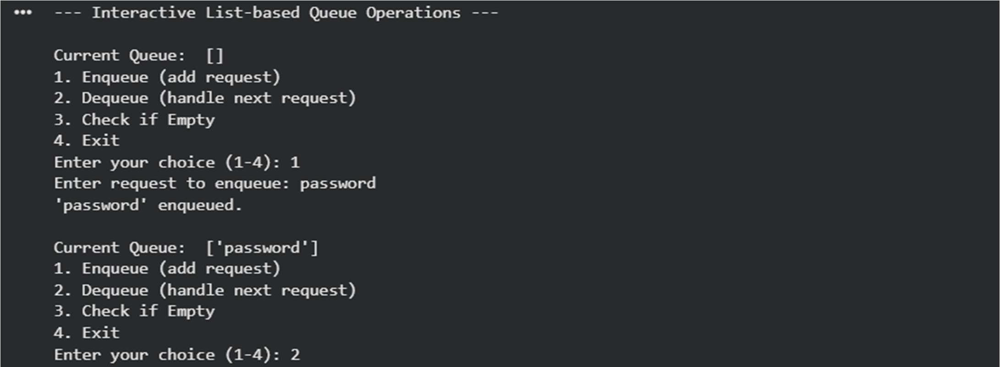 --- Interactive List-based Queue Operations ---
Current Queue:  []
1. Enqueue (add request)
2. Dequeue (handle next request)
3. Check if Empty
4. Exit
Enter your choice (1-4): 1
Enter request to enqueue: password
'password' enqueued.
Current Queue:  ['password']
1. Enqueue (add request)
2. Dequeue (handle next request)
3. Check if Empty
4. Exit
Enter your choice (1-4): 2